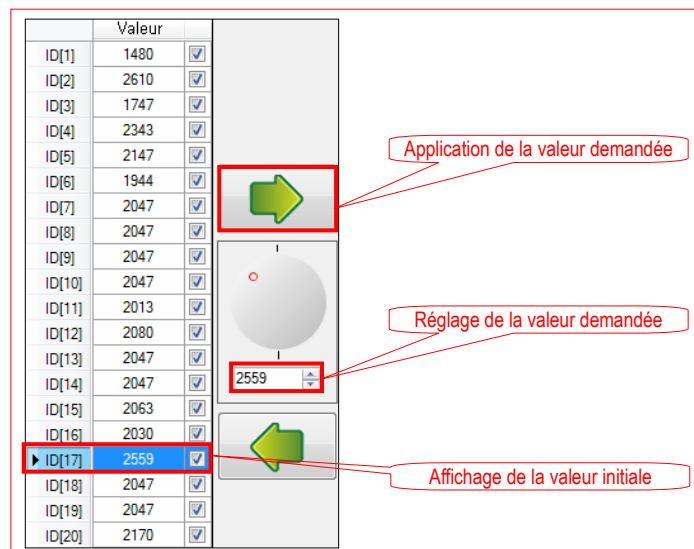 Valeur
ID[1] 1480
ID[2] 2610
ID[3] 1747
ID[4] 2343
ID[5] 2147
ID[6] 1944
ID[7] 2047
ID[8] 2047
ID[9] 2047
ID[10] 2047
ID[11] 2013
ID[12] 2080
ID[13] 2047
ID[14] 2047
ID[15] 2063
ID[16] 2030
ID[17] 2559
ID[18] 2047
ID[19] 2047
ID[20] 2170
2559
Application de la valeur demandée
Réglage de la valeur demandée
Affichage de la valeur initiale